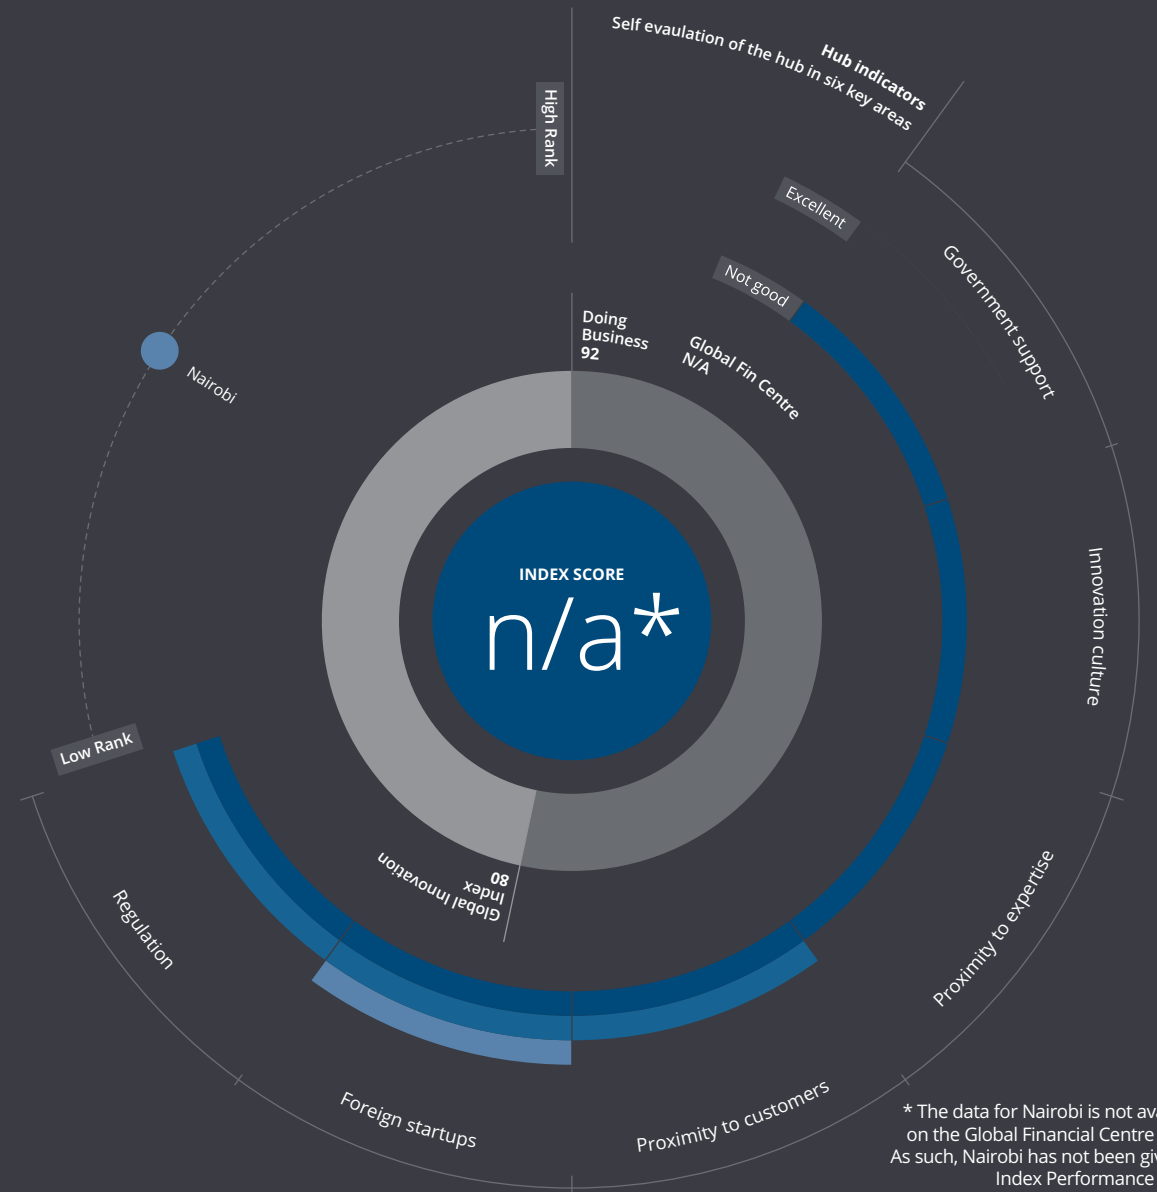 Hub indicators
Self evaulation of the hub in six key areas
High Rank
Excellent
Not good
Government support
Doing
Business
92
Global Fin Centre
N/A
Nairobi
INDEX SCORE
n/a*
Innovation culture
Low Rank
Global Innovation
Index
80
Regulation
Proximity to expertise
Foreign startups
Proximity to customers
* The data for Nairobi is not
on the Global Financial Centre
As such, Nairobi has not been
Index Performance